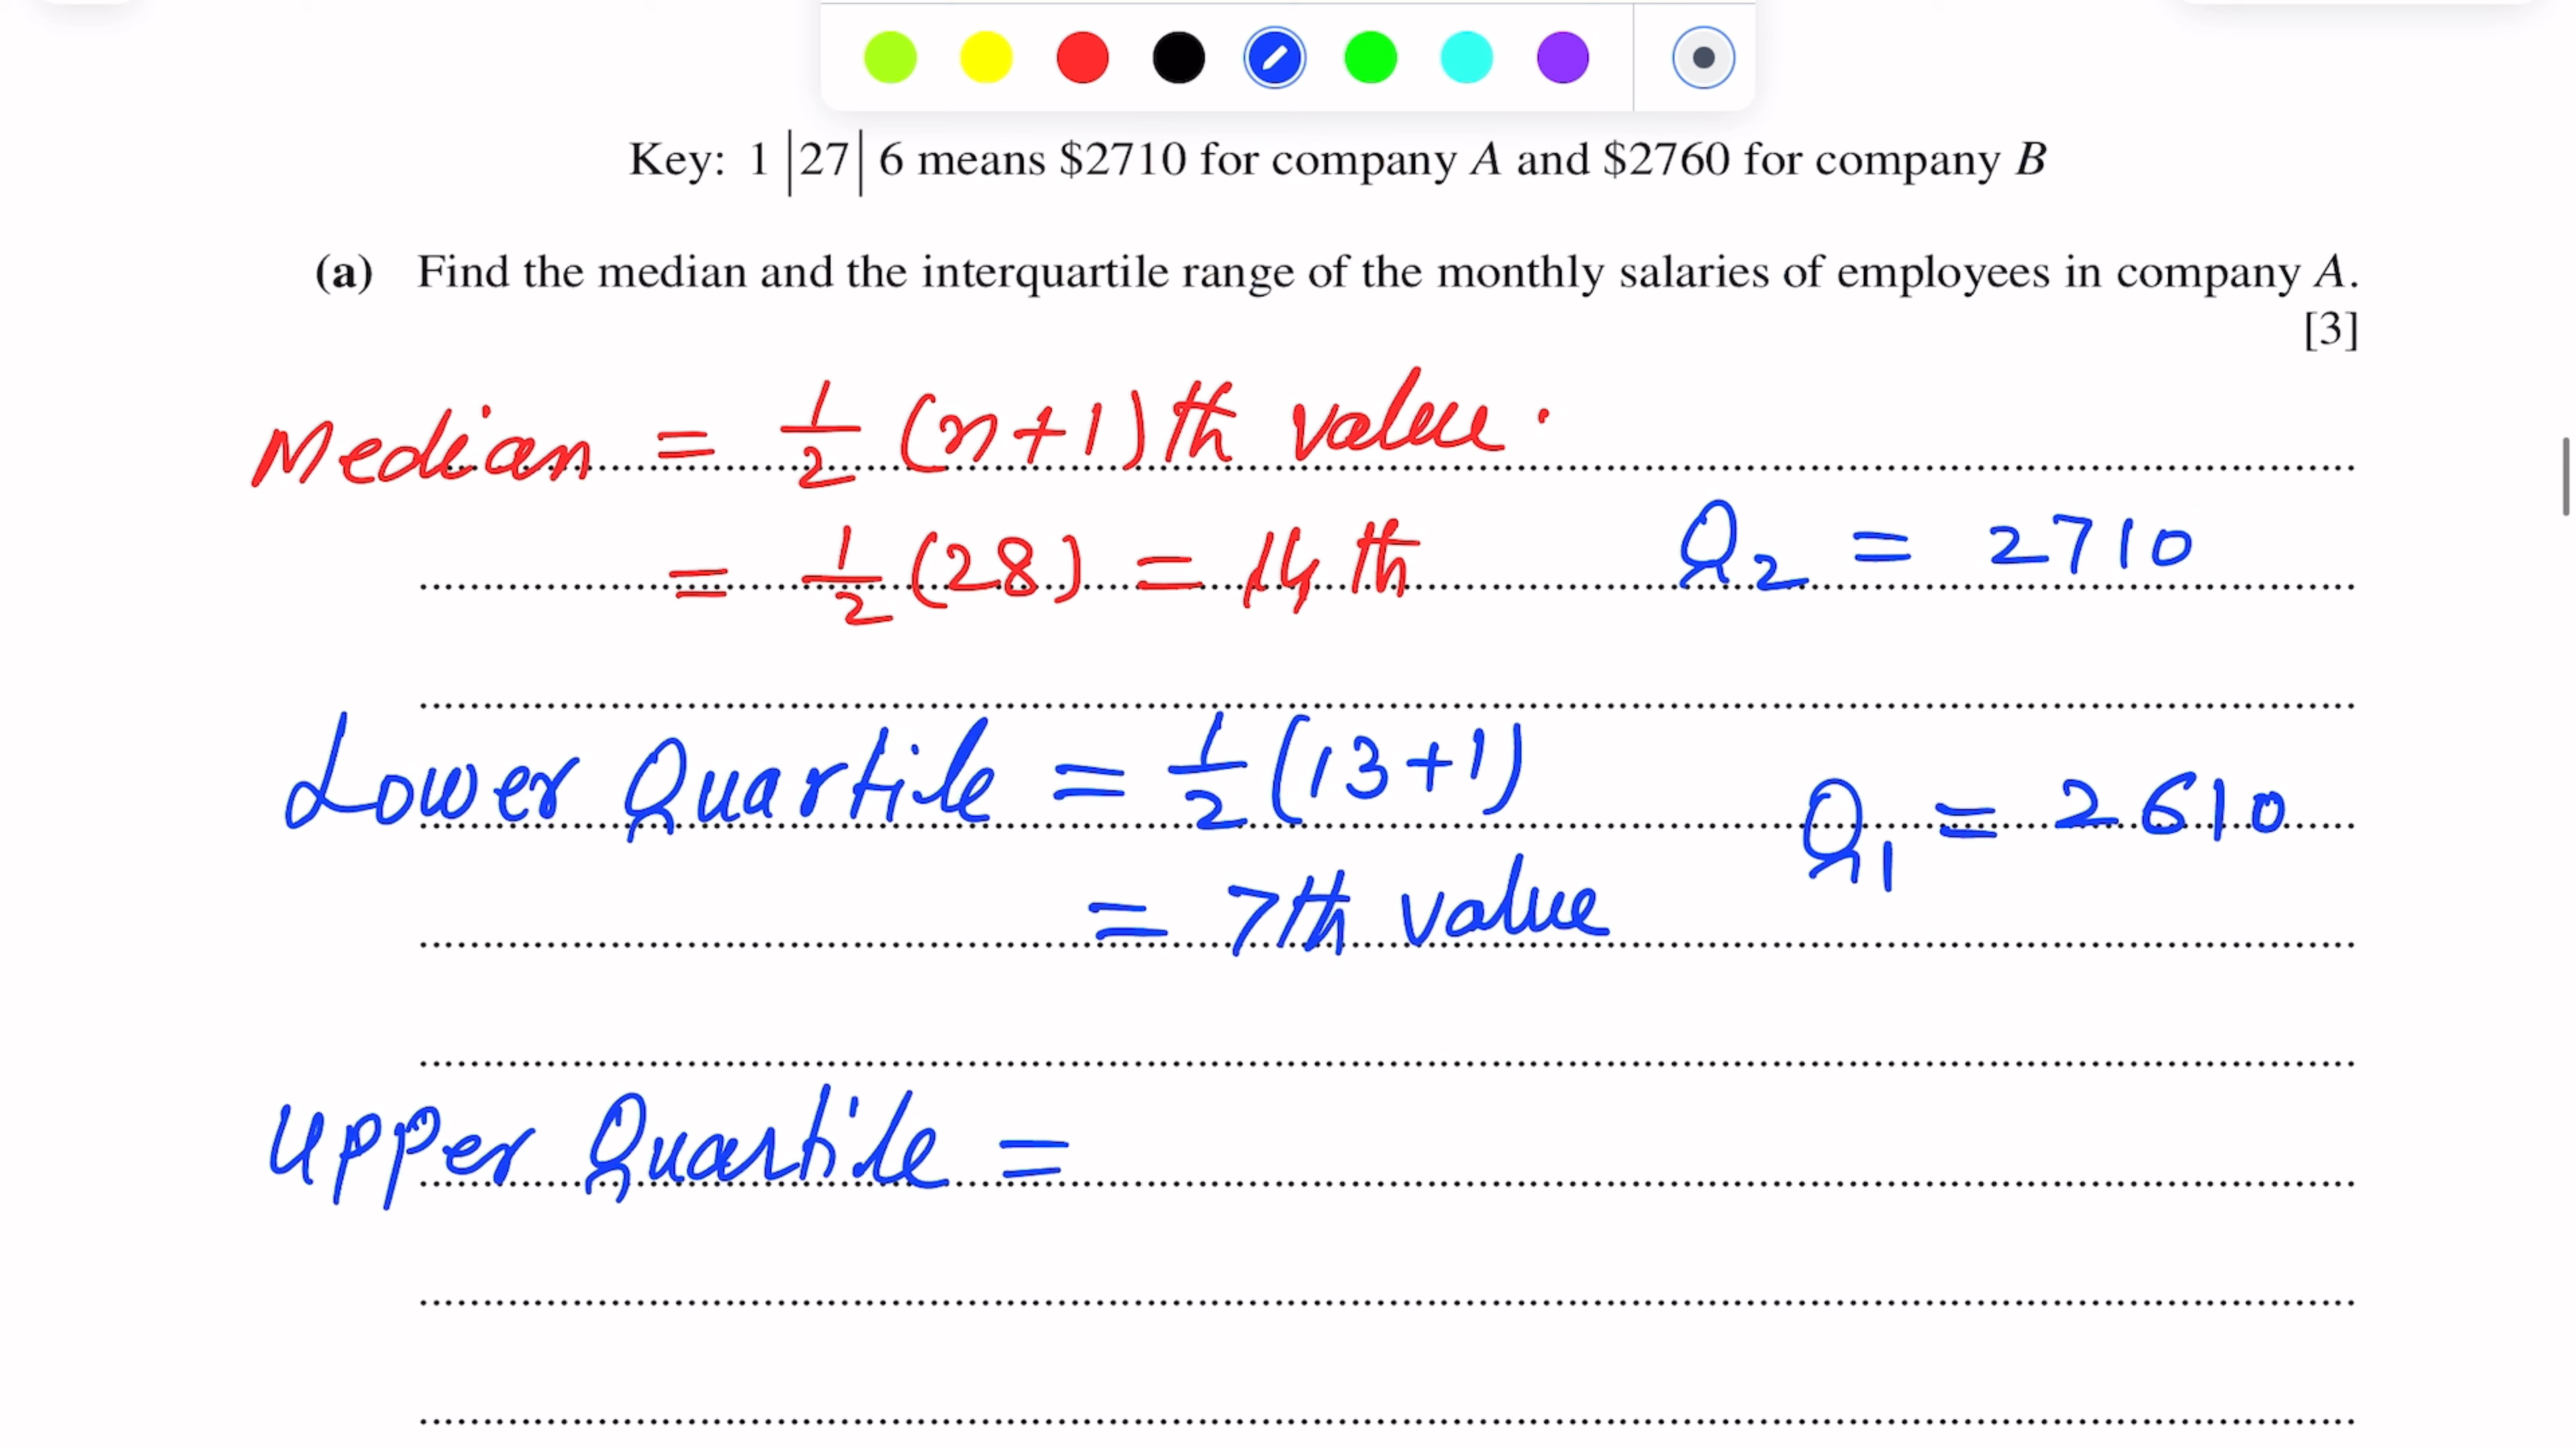 Key: 1 |27| 6 means $2710 for company A and $2760 for company B
(a) Find the median and the interquartile range of the monthly salaries of employees in company A.
[3]
Median = 1/2 (n+1)th value.
= 1/2 (28) = 14th
Q2 = 2710
Lower Quartile = 1/2 (13+1)
Q1 = 2610
= 7th value
Upper Quartile =